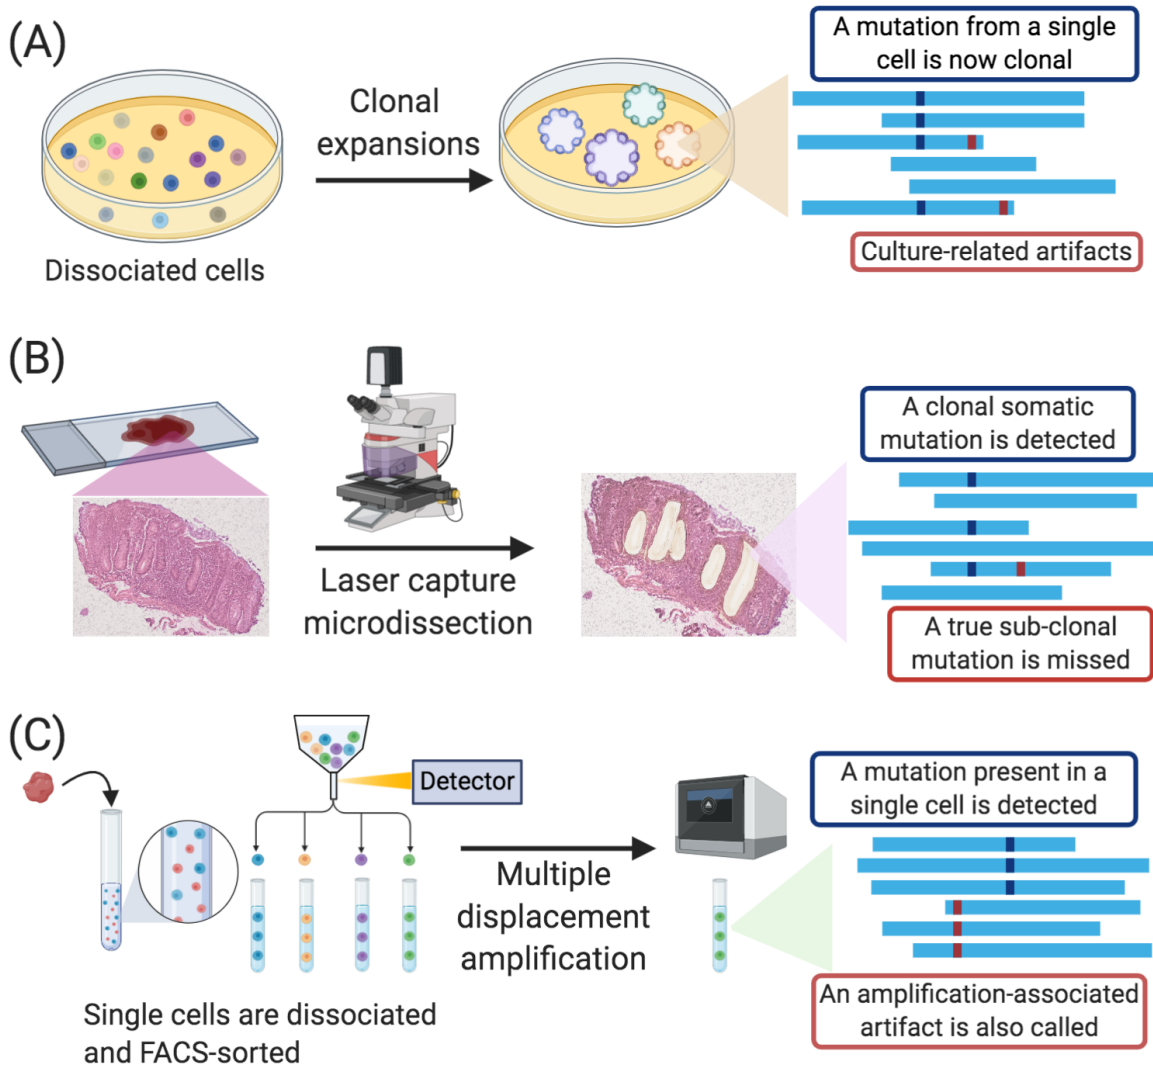 (A)
Clonal
expansions
Dissociated cells
A mutation from a single
cell is now clonal
Culture-related artifacts
(B)
Laser capture
microdissection
A clonal somatic
mutation is detected
A true sub-clonal
mutation is missed
(C)
Detector
Single cells are dissociated
and FACS-sorted
Multiple
displacement
amplification
A mutation present in a
single cell is detected
An amplification-associated
artifact is also called